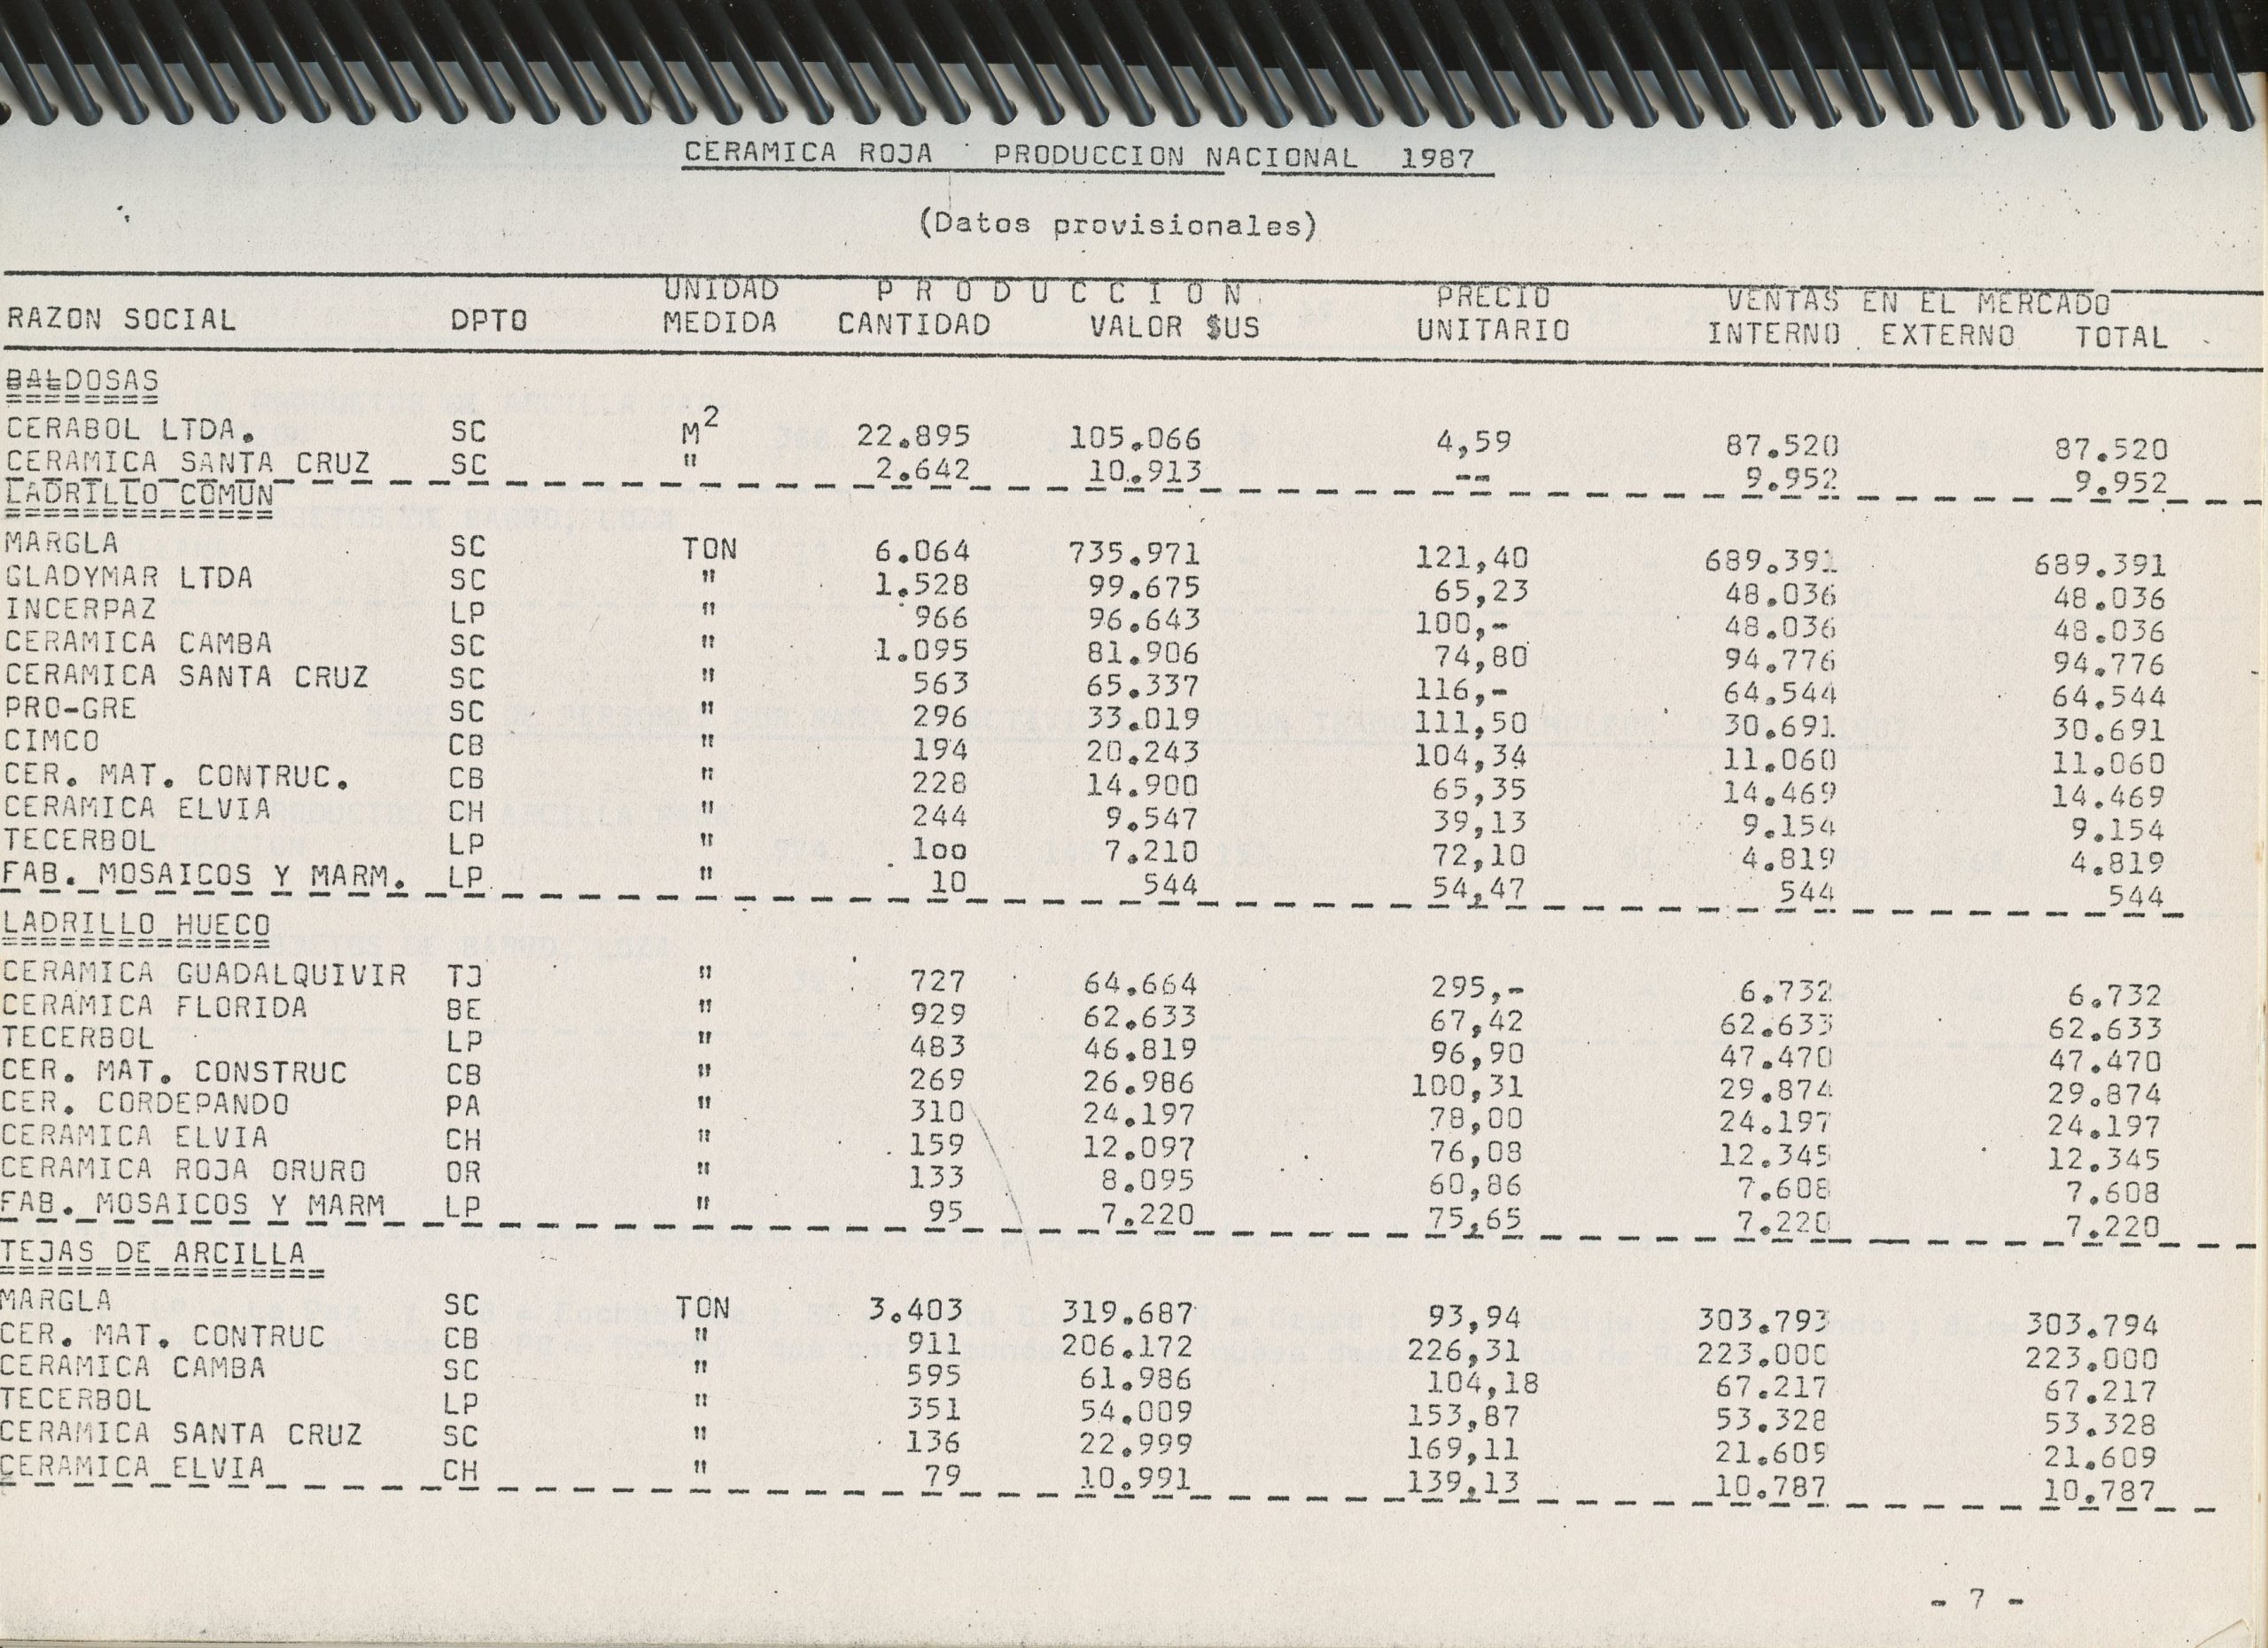 CERAMICA ROJA PRODUCCION NACIONAL 1987
(Datos provisionales)
UNIDAD P R O D U C C I O N PRECIO VENTAS EN EL MERCADO
RAZON SOCIAL DPTO MEDIDA CANTIDAD VALOR $US UNITARIO INTERNO EXTERNO TOTAL
BALDOSAS
CERABOL LTDA. SC M² 22.895 105.066 4,59 87.520 87.520
CERAMICA SANTA CRUZ SC " 2.642 10.913 -- 9.952 9.952
LADRILLO COMUN
MARGLA SC TON 6.064 735.971 121,40 689.391 689.391
GLADYMAR LTDA SC " 1.528 99.675 65,23 48.036 48.036
INCERPAZ LP " 966 96.643 100,- 48.036 48.036
CERAMICA CAMBA SC " 1.095 81.906 74,80 94.776 94.776
CERAMICA SANTA CRUZ SC " 563 65.337 116,- 64.544 64.544
PRO-GRE SC " 296 33.019 111,50 30.691 30.691
CIMCO CB " 194 20.243 104,34 11.060 11.060
CER. MAT. CONTRUC. CB " 228 14.900 65,35 14.469 14.469
CERAMICA ELVIA CH " 244 9.547 39,13 9.154 9.154
TECERBOL LP " 1oo 7.210 72,10 4.819 4.819
FAB. MOSAICOS Y MARM. LP " 10 544 54,47 544 544
LADRILLO HUECO
CERAMICA GUADALQUIVIR TJ " 727 64.664 295,- 6.732 6.732
CERAMICA FLORIDA BE " 929 62.633 67,42 62.633 62.633
TECERBOL LP " 483 46.819 96,90 47.470 47.470
CER. MAT. CONSTRUC CB " 269 26.986 100,31 29.874 29.874
CER. CORDEPANDO PA " 310 24.197 78,00 24.197 24.197
CERAMICA ELVIA CH " 159 12.097 76,08 12.345 12.345
CERAMICA ROJA ORURO OR " 133 8.095 60,86 7.608 7.608
FAB. MOSAICOS Y MARM LP " 95 7.220 75,65 7.220 7.220
TEJAS DE ARCILLA
MARGLA SC TON 3.403 319.687 93,94 303.793 303.794
CER. MAT. CONTRUC CB " 911 206.172 226,31 223.000 223.000
CERAMICA CAMBA SC " 595 61.986 104,18 67.217 67.217
TECERBOL LP " 351 54.009 153,87 53.328 53.328
CERAMICA SANTA CRUZ SC " 136 22.999 169,11 21.609 21.609
CERAMICA ELVIA CH " 79 10.991 139,13 10.787 10.787
- 7 -